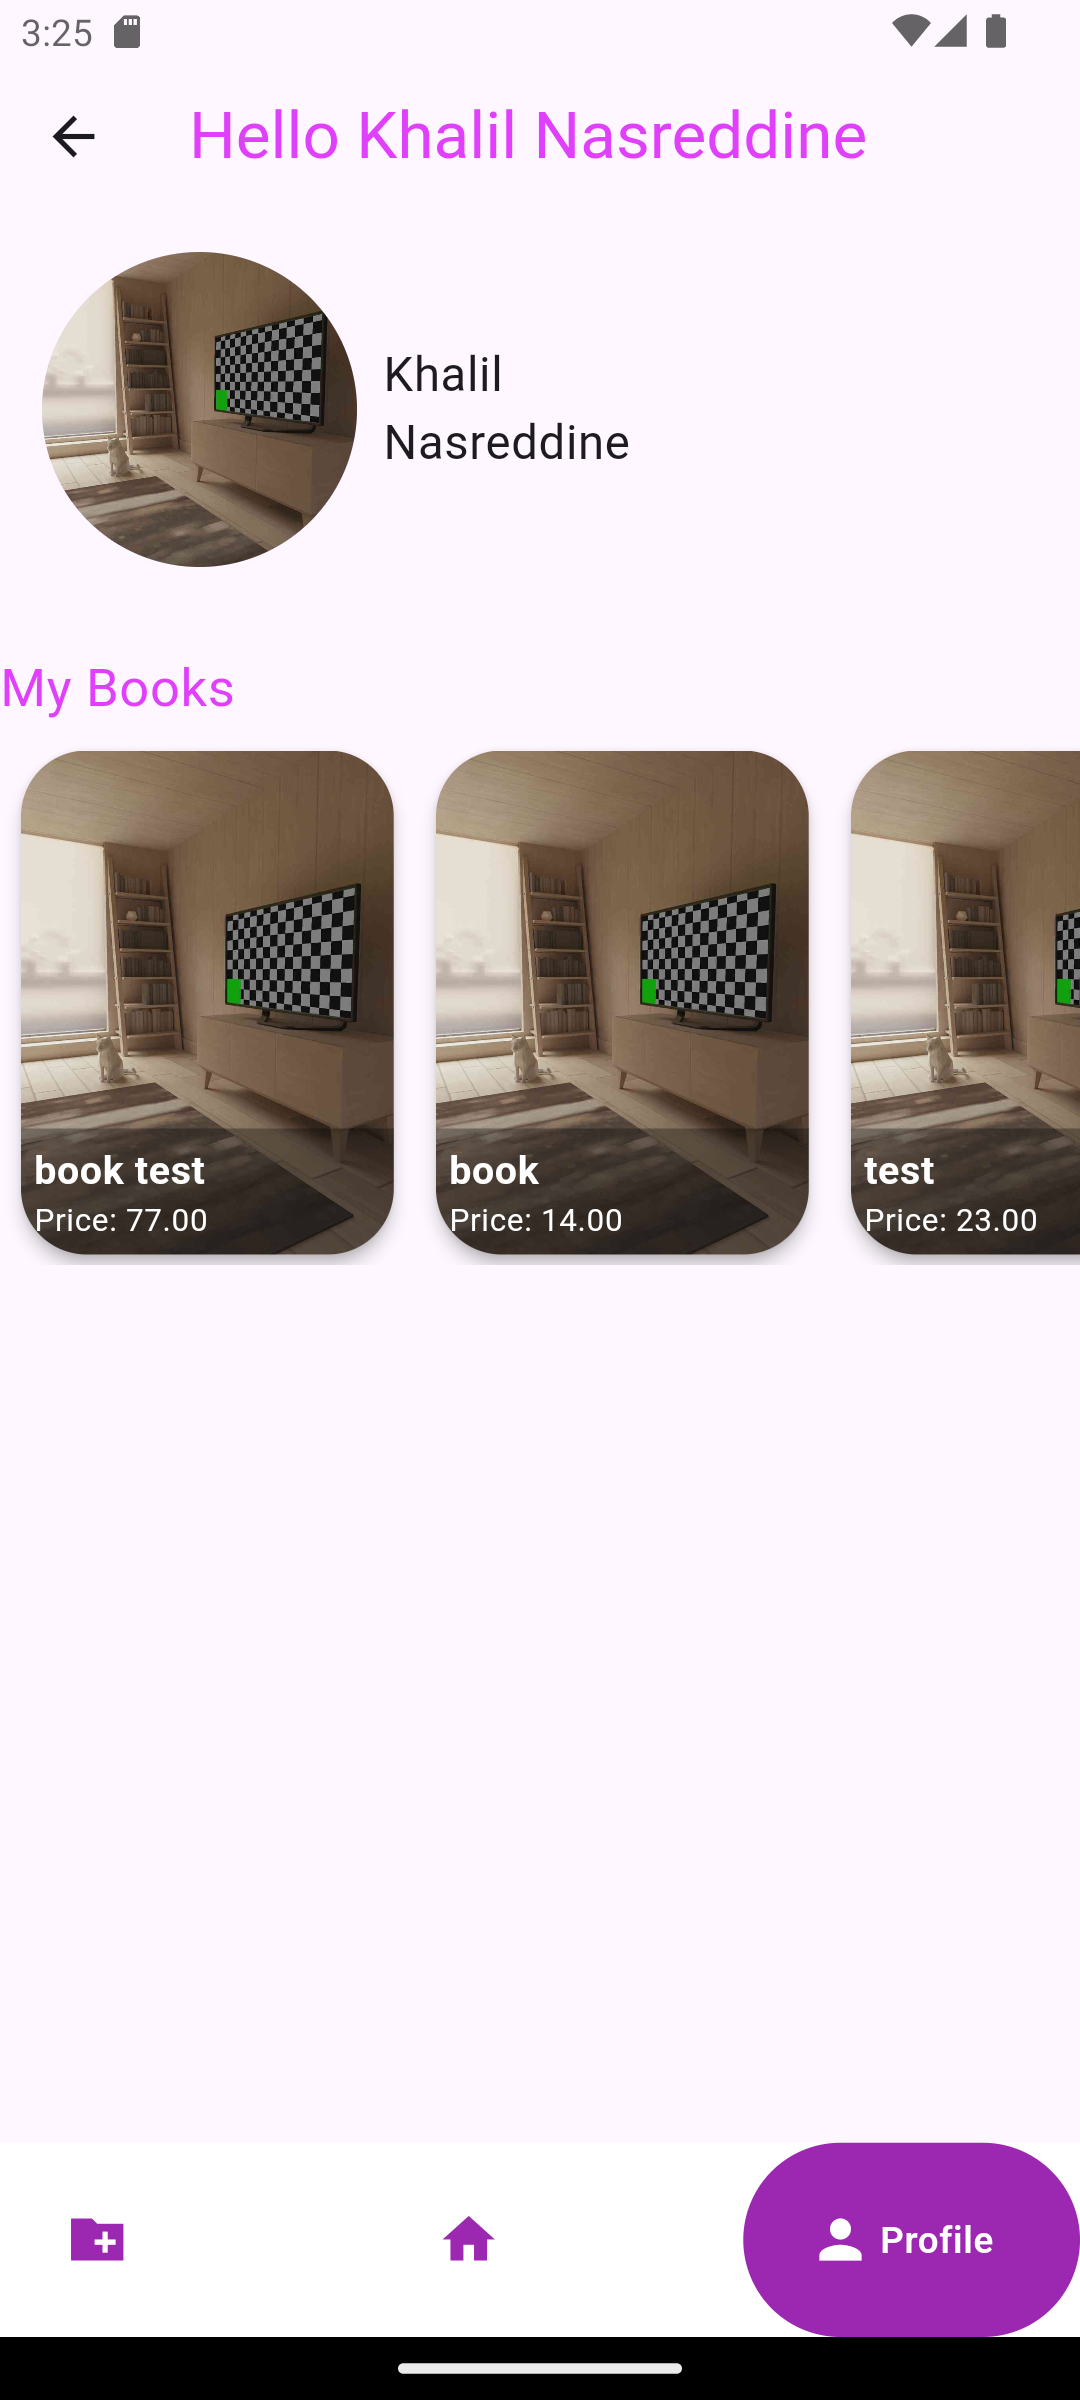 3:25
Hello Khalil Nasreddine
Khalil
Nasreddine
My Books
book test
Price: 77.00
book
Price: 14.00
test
Price: 23.00
Profile